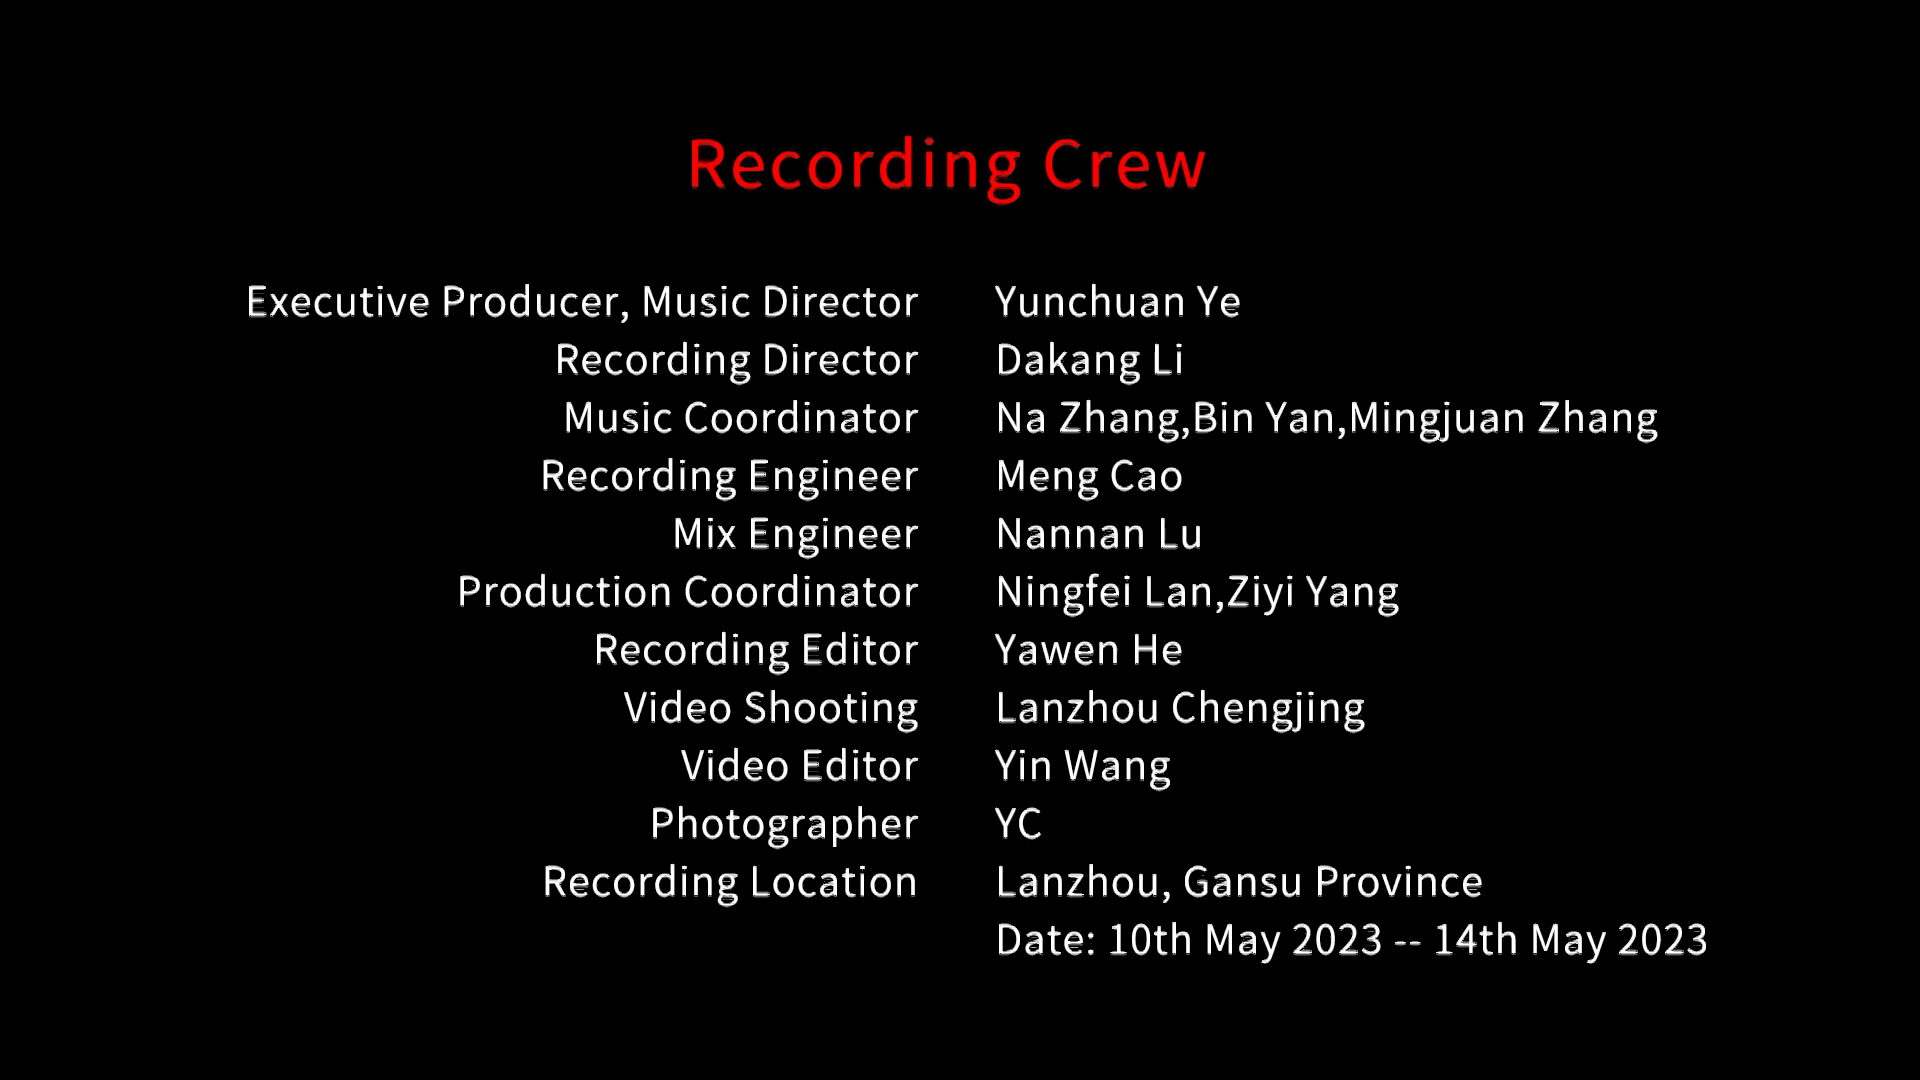 Recording Crew
Executive Producer, Music Director Yunchuan Ye
Recording Director Dakang Li
Music Coordinator Na Zhang,Bin Yan,Mingjuan Zhang
Recording Engineer Meng Cao
Mix Engineer Nannan Lu
Production Coordinator Ningfei Lan,Ziyi Yang
Recording Editor Yawen He
Video Shooting Lanzhou Chengjing
Video Editor Yin Wang
Photographer YC
Recording Location Lanzhou, Gansu Province
Date: 10th May 2023 -- 14th May 2023